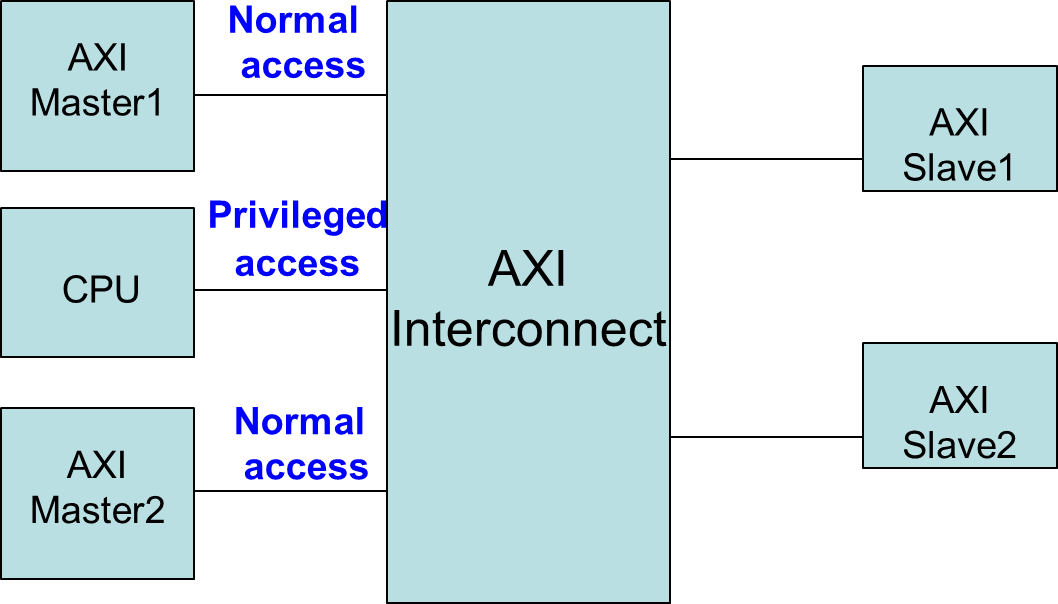 AXI
Master1
Normal
access
CPU
Privileged
access
AXI
Master2
Normal
access
AXI
Interconnect
AXI
Slave1
AXI
Slave2